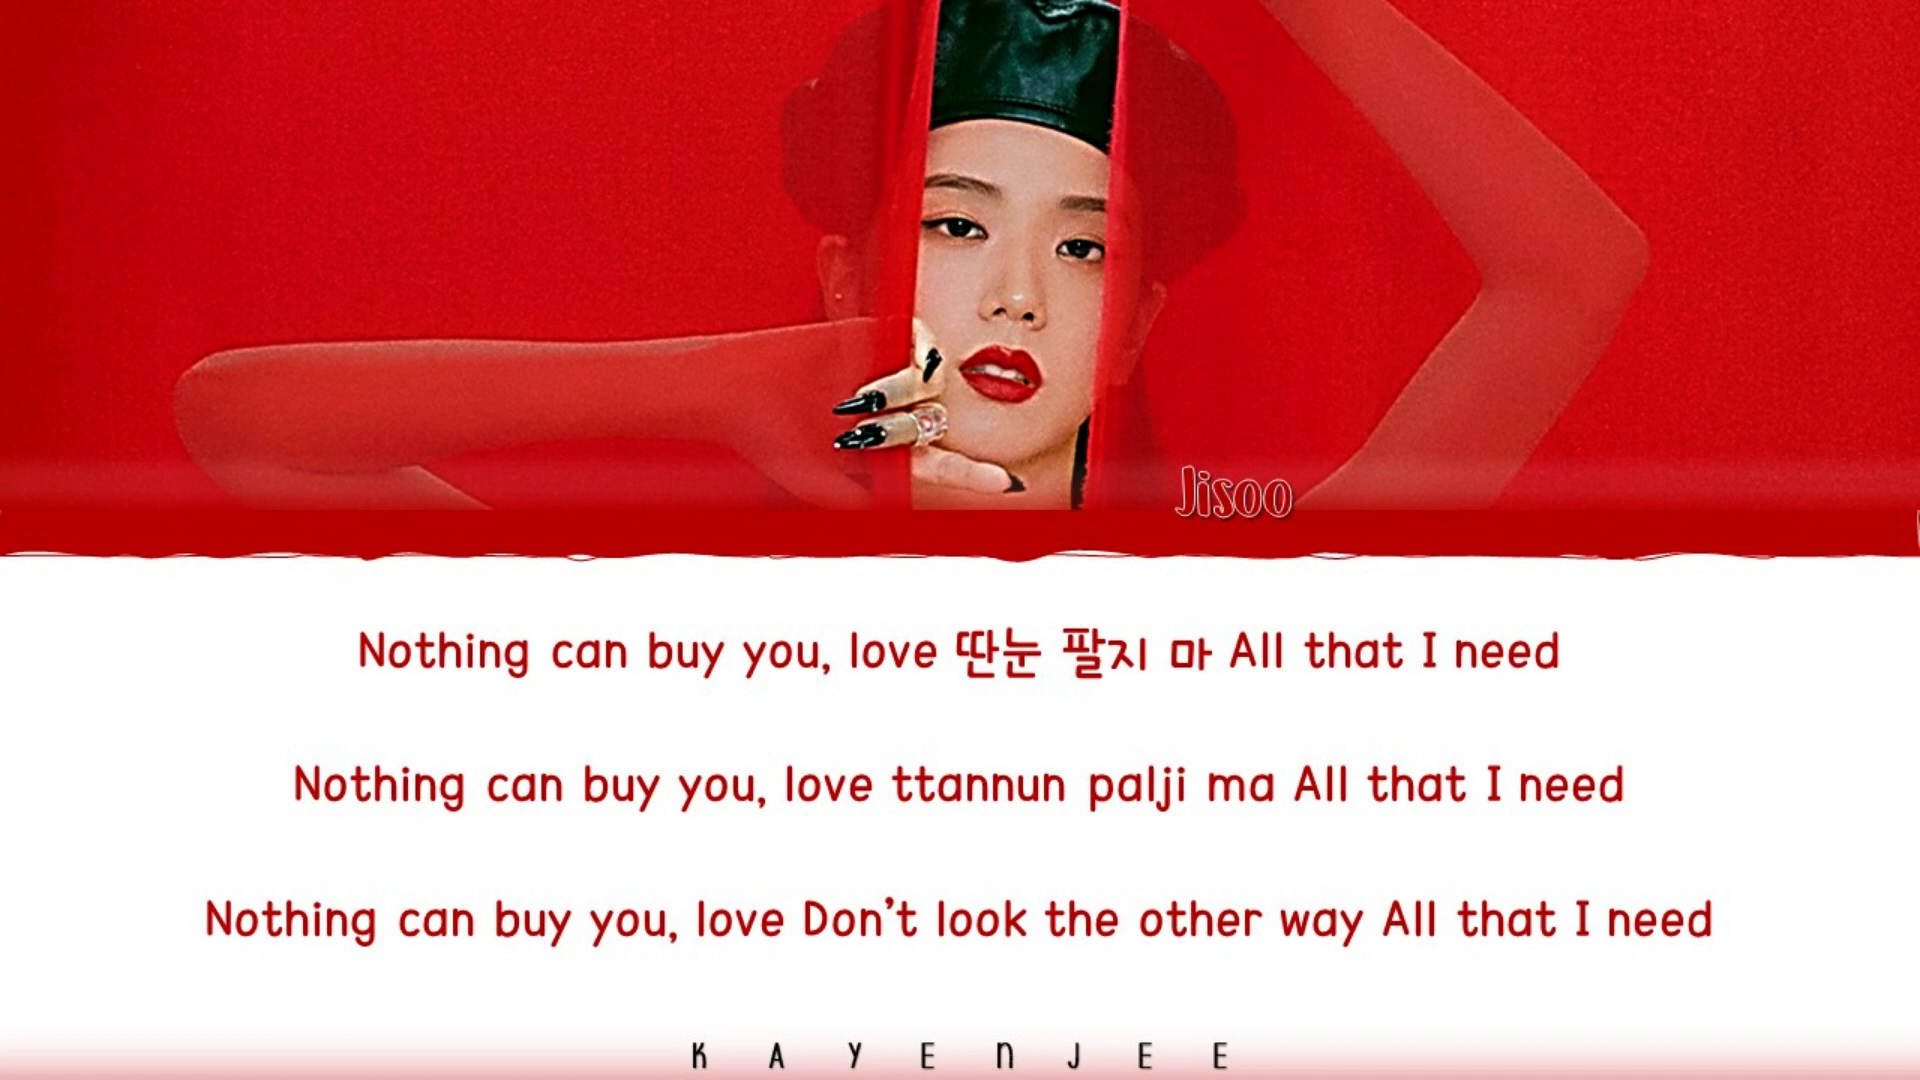 Jisoo
Nothing can buy you, love 딴눈 팔지 마 All that I need
Nothing can buy you, love ttannun palji ma All that I need
Nothing can buy you, love Don't look the other way All that I need
KAYENJEE